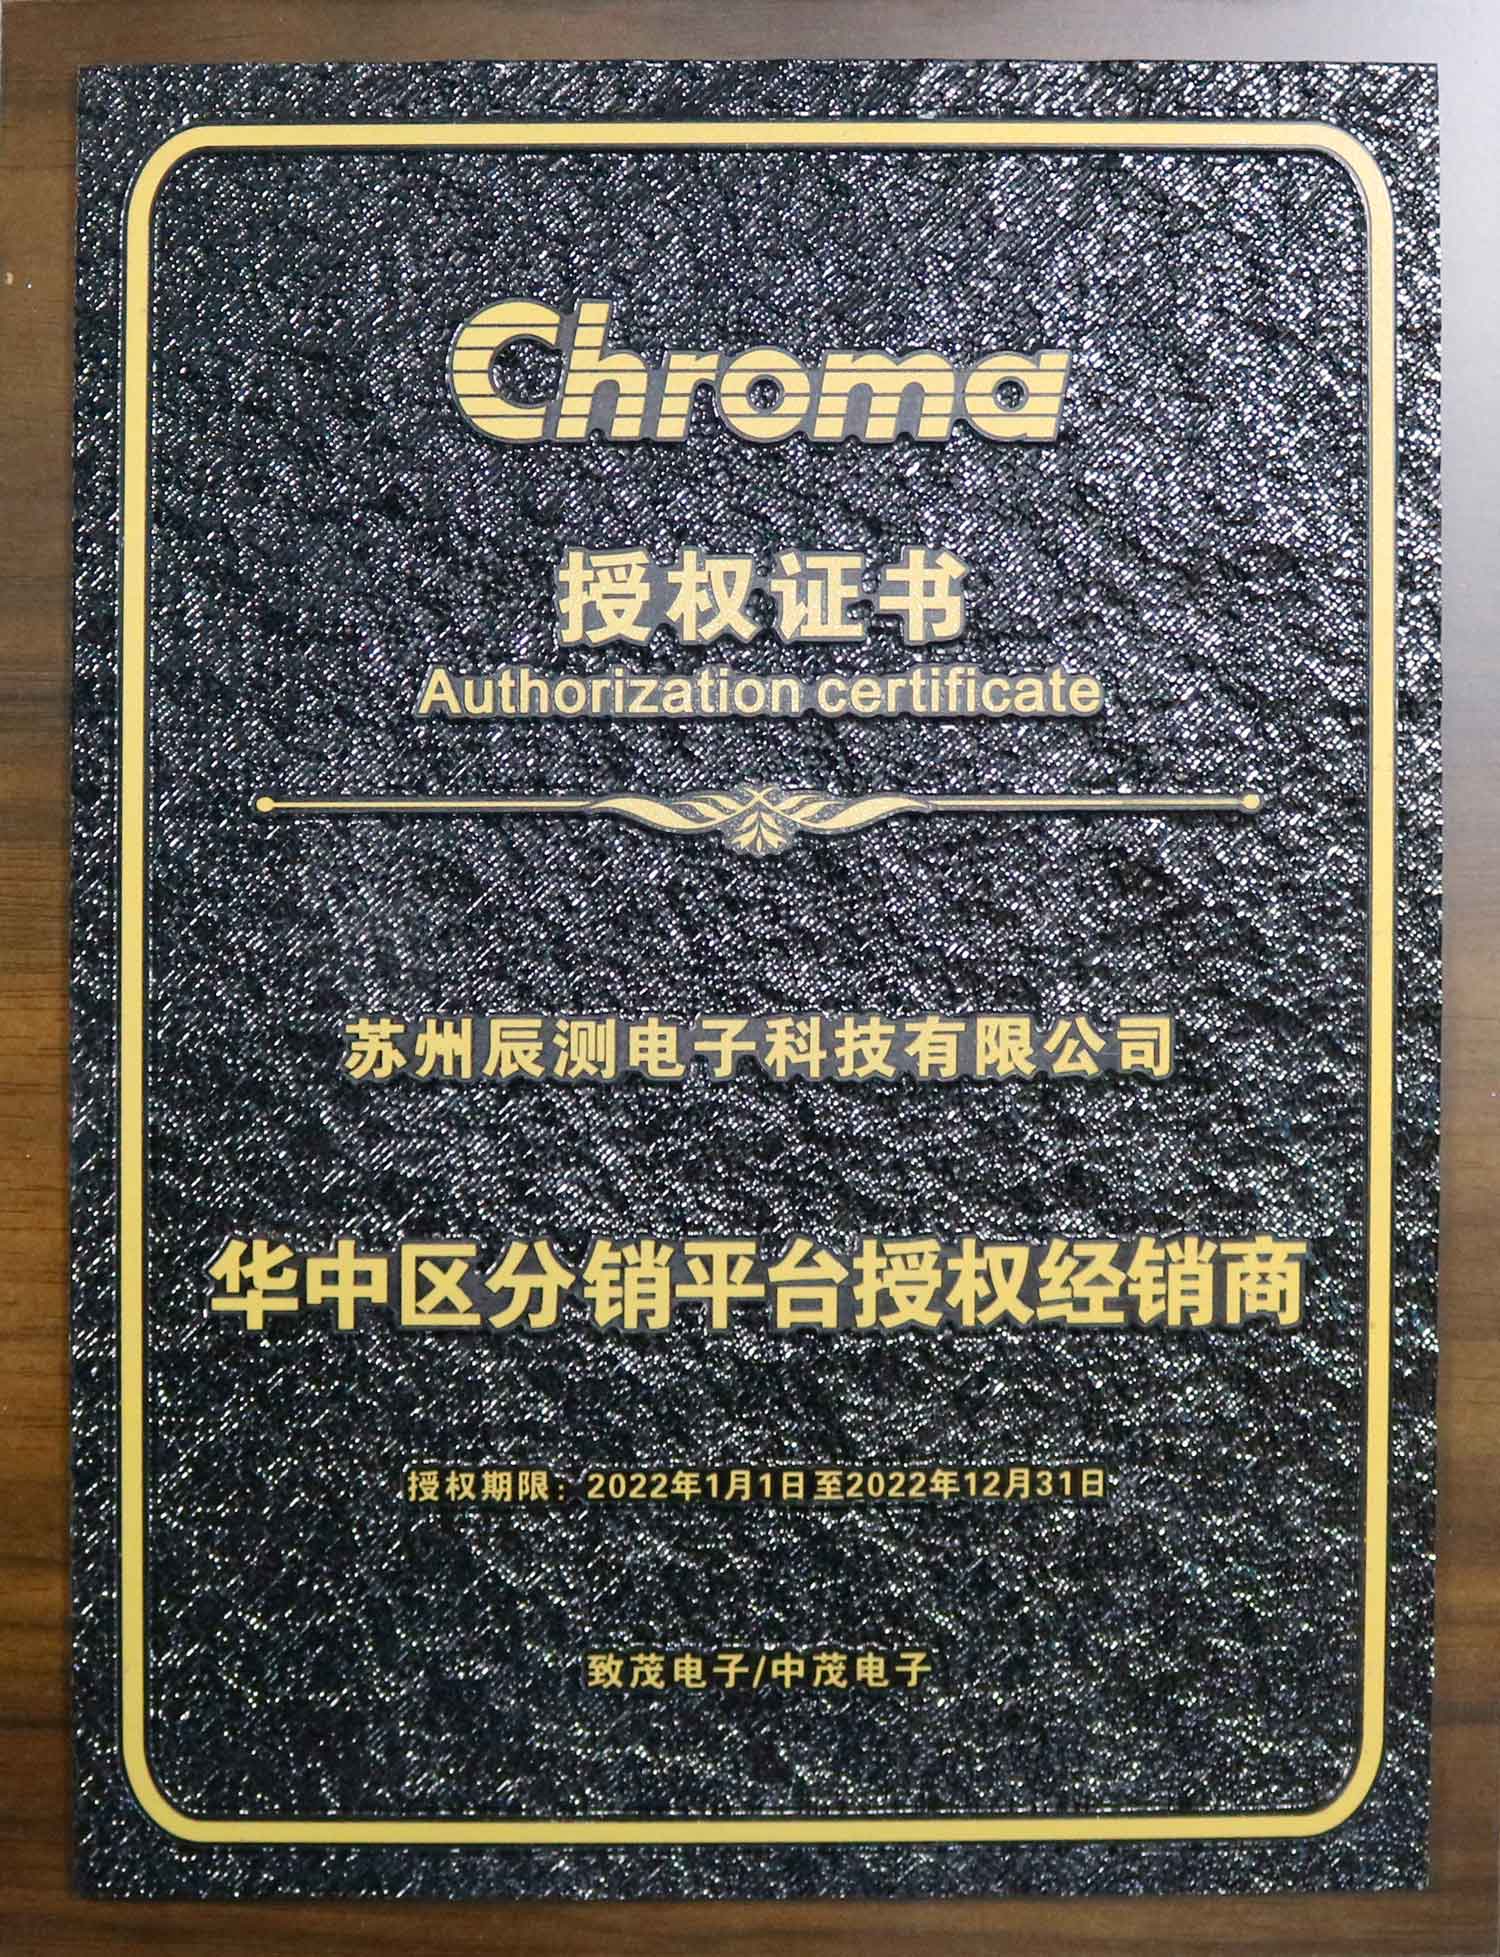 Chroma
授权证书
Authorization certificate
苏州辰测电子科技有限公司
华中区分销平台授权经销商
授权期限：2022年1月1日至2022年12月31日
致茂电子/中茂电子